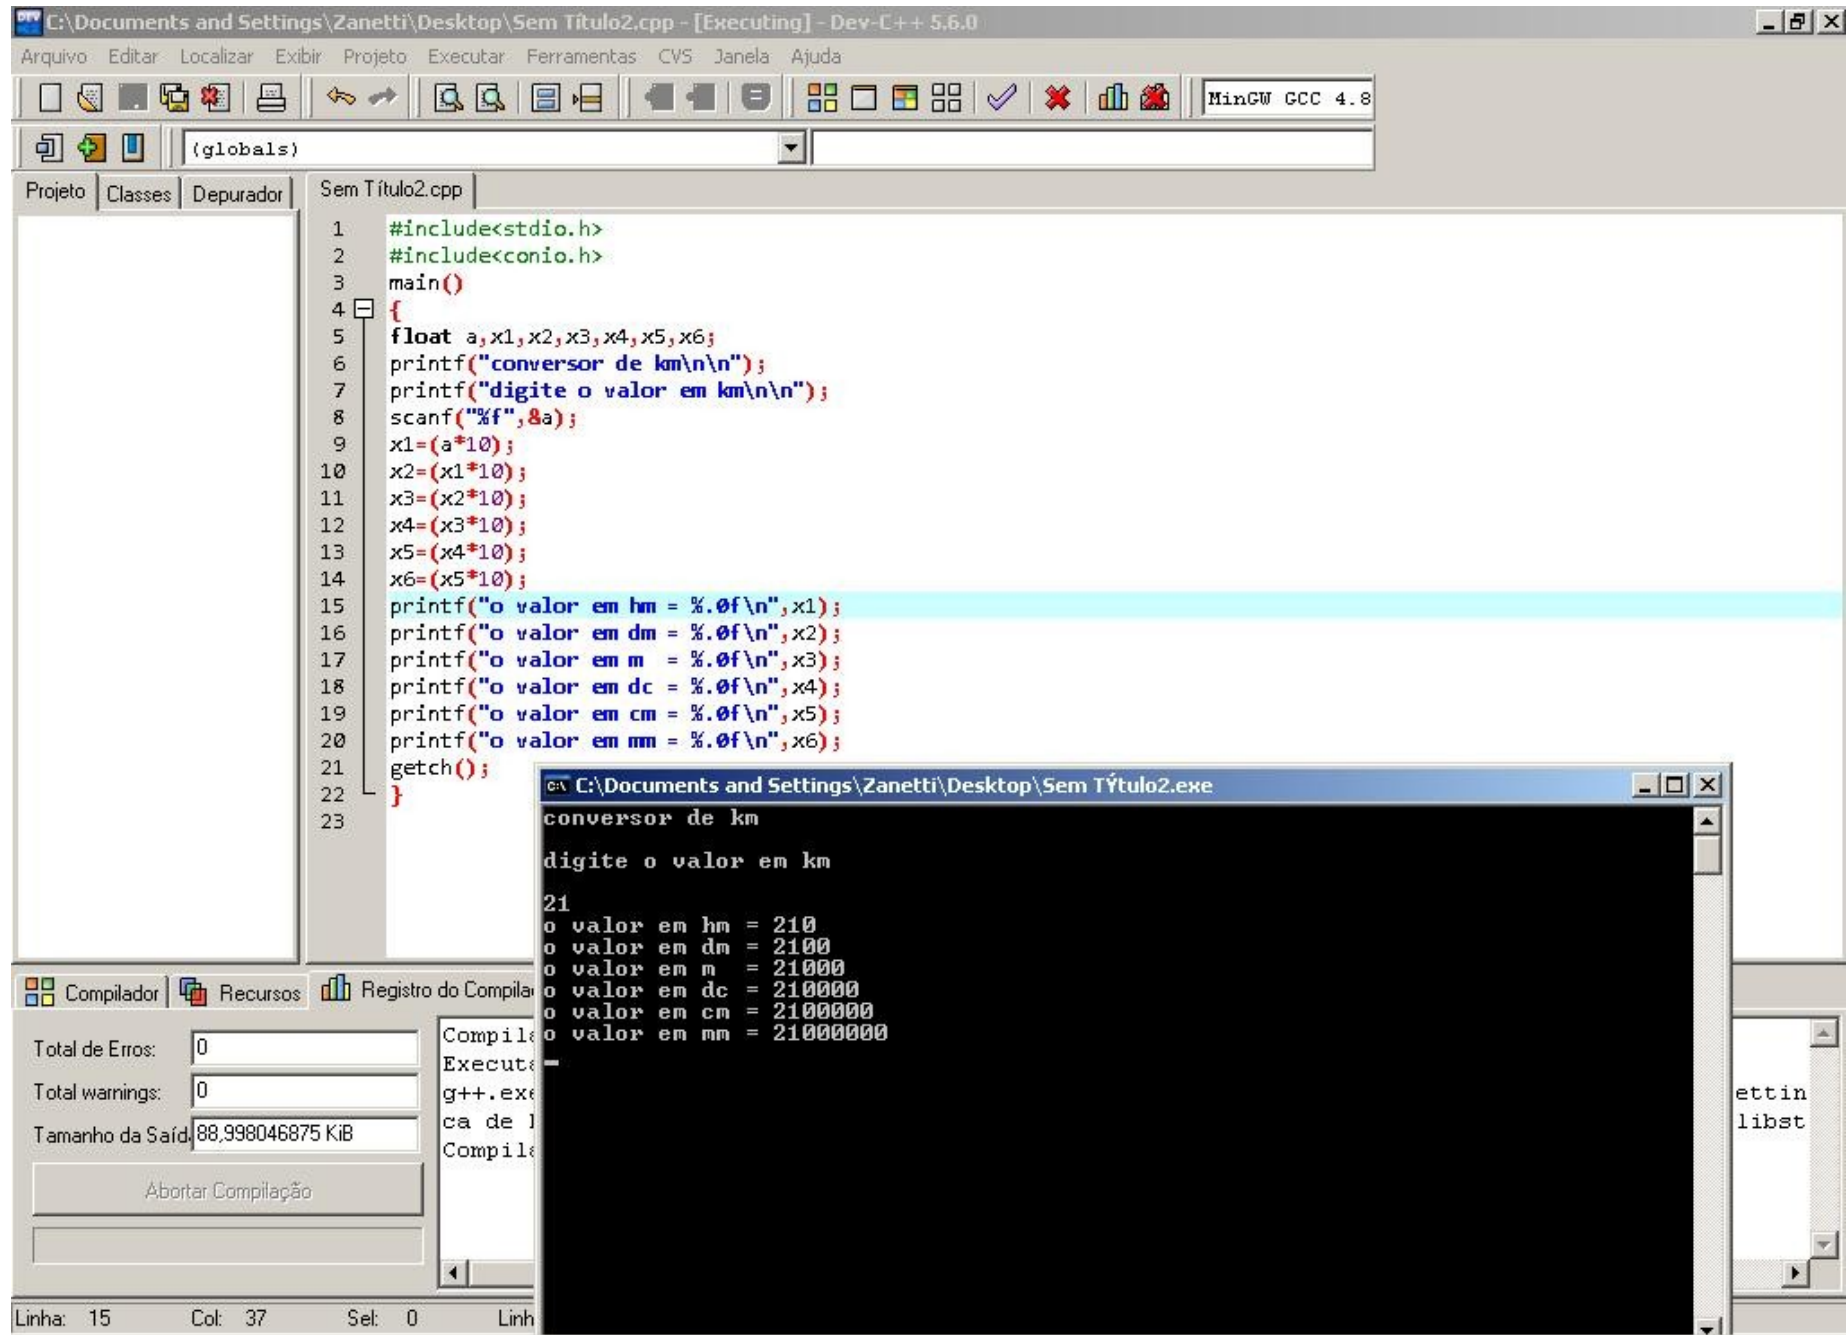 C:\Documents and Settings\Zanetti\Desktop\Sem Título2.cpp - [Executing] - Dev-C++ 5.6.0
Arquivo Editar Localizar Exibir Projeto Executar Ferramentas CVS Janela Ajuda
MinGW GCC 4.8
(globals)
Projeto Classes Depurador
Sem Título2.cpp
1 #include<stdio.h>
2 #include<conio.h>
3 main()
4 {
5 float a,x1,x2,x3,x4,x5,x6;
6 printf("conversor de km\n\n");
7 printf("digite o valor em km\n\n");
8 scanf("%f",&a);
9 x1=(a*10);
10 x2=(x1*10);
11 x3=(x2*10);
12 x4=(x3*10);
13 x5=(x4*10);
14 x6=(x5*10);
15 printf("o valor em hm = %.0f\n",x1);
16 printf("o valor em dm = %.0f\n",x2);
17 printf("o valor em m  = %.0f\n",x3);
18 printf("o valor em dc = %.0f\n",x4);
19 printf("o valor em cm = %.0f\n",x5);
20 printf("o valor em mm = %.0f\n",x6);
21 getch();
22 }
23
C:\Documents and Settings\Zanetti\Desktop\Sem TÝtulo2.exe
conversor de km
digite o valor em km
21
o valor em hm = 210
o valor em dm = 2100
o valor em m  = 21000
o valor em dc = 210000
o valor em cm = 2100000
o valor em mm = 21000000
Compilador Recursos Registro do Compila
Total de Erros: 0
Total warnings: 0
Tamanho da Saíd 88,998046875 KiB
Abortar Compilação
Compila
Executa
g++.exe ettin
ca de l libst
Compila
Linha: 15 Col: 37 Sel: 0 Linh